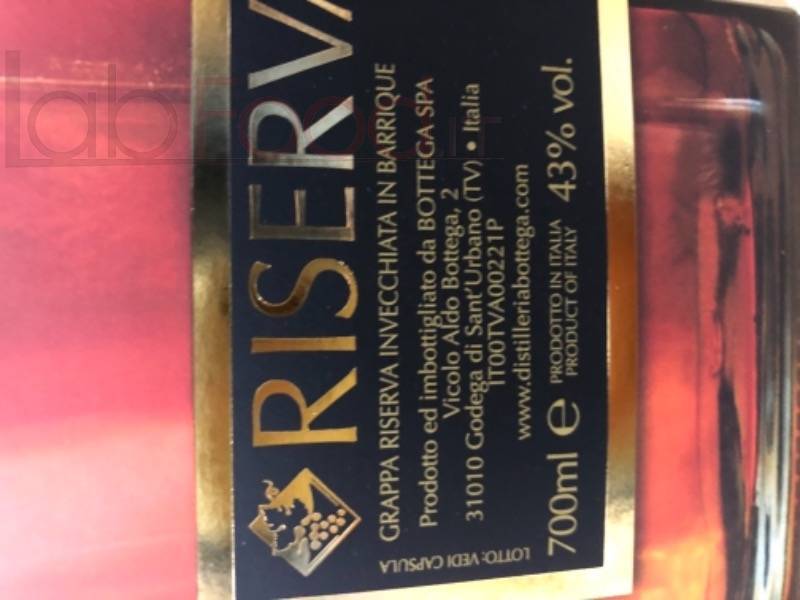 RISERV
GRAPPA RISERVA INVECCHIATA IN BARRIQUE
Prodotto ed imbottigliato da BOTTEGA SPA
Vicolo Aldo Bottega, 2
31010 Godega di Sant'Urbano (TV) • Italia
IT00TVA00221P
www.distilleriabottega.com
700ml e PRODOTTO IN ITALIA
PRODUCT OF ITALY 43% vol.
LOTTO: VEDI CAPSULA